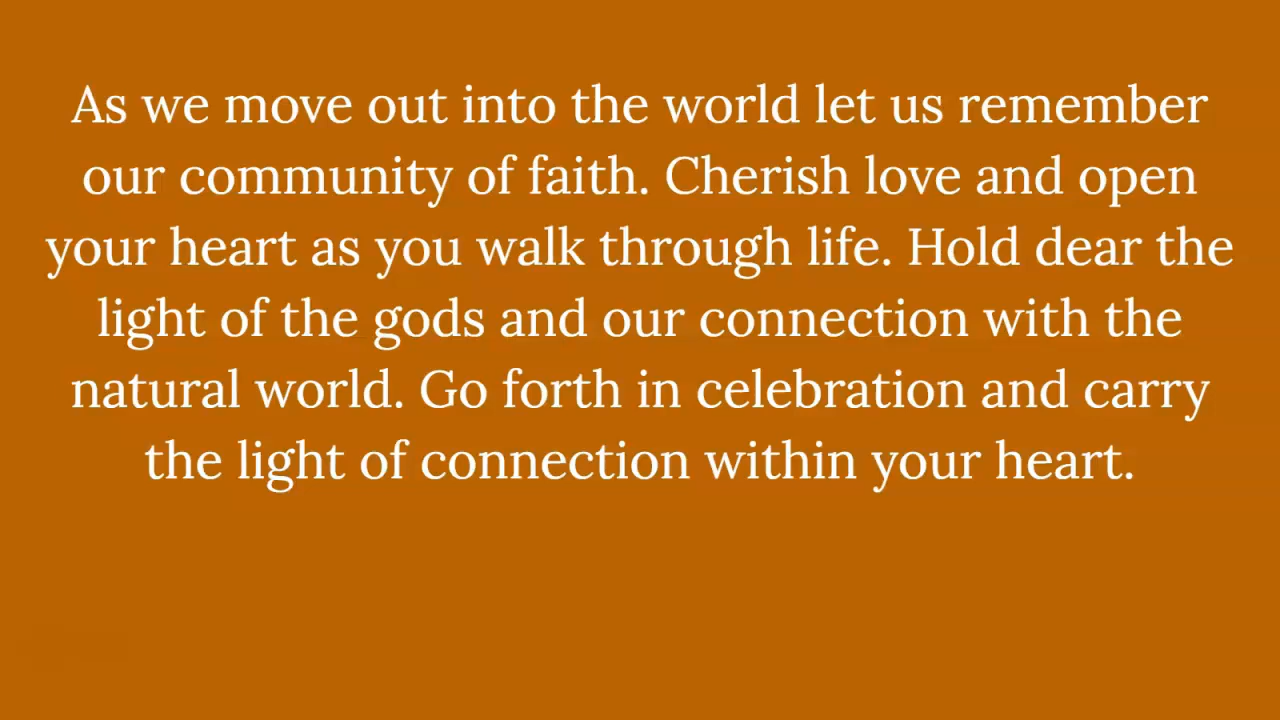 As we move out into the world let us remember
our community of faith. Cherish love and open
your heart as you walk through life. Hold dear the
light of the gods and our connection with the
natural world. Go forth in celebration and carry
the light of connection within your heart.